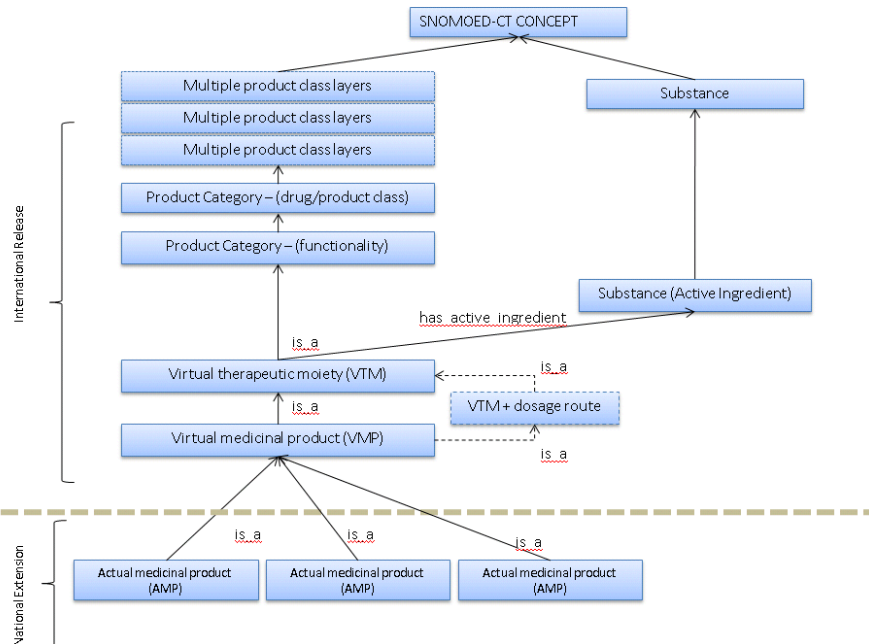 SNOMOED-CT CONCEPT
Multiple product class layers
Substance
Multiple product class layers
Multiple product class layers
Product Category – (drug/product class)
Product Category – (functionality)
International Release
Substance (Active Ingredient)
has_active_ingredient
is_a
Virtual therapeutic moiety (VTM)
is_a
is_a
VTM + dosage route
Virtual medicinal product (VMP)
is_a
is_a
is_a
is_a
National Extension
Actual medicinal product
(AMP)
Actual medicinal product
(AMP)
Actual medicinal product
(AMP)